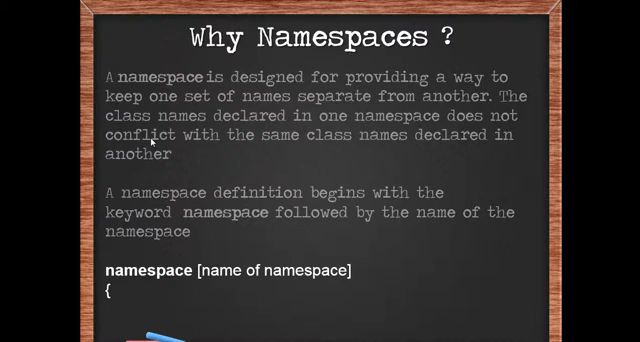 Why Namespaces ?
A namespace is designed for providing a way to
keep one set of names separate from another. The
class names declared in one namespace does not
conflict with the same class names declared in
another
A namespace definition begins with the
keyword namespace followed by the name of the
namespace
namespace [name of namespace]
{